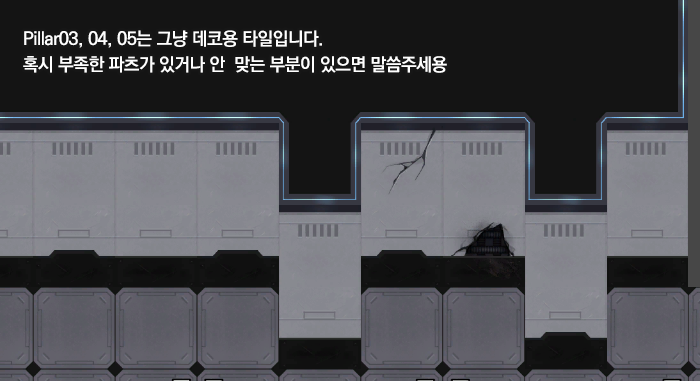 Pillar03, 04, 05는 그냥 데코용 타일입니다.
혹시 부족한 파츠가 있거나 안  맞는 부분이 있으면 말씀주세용